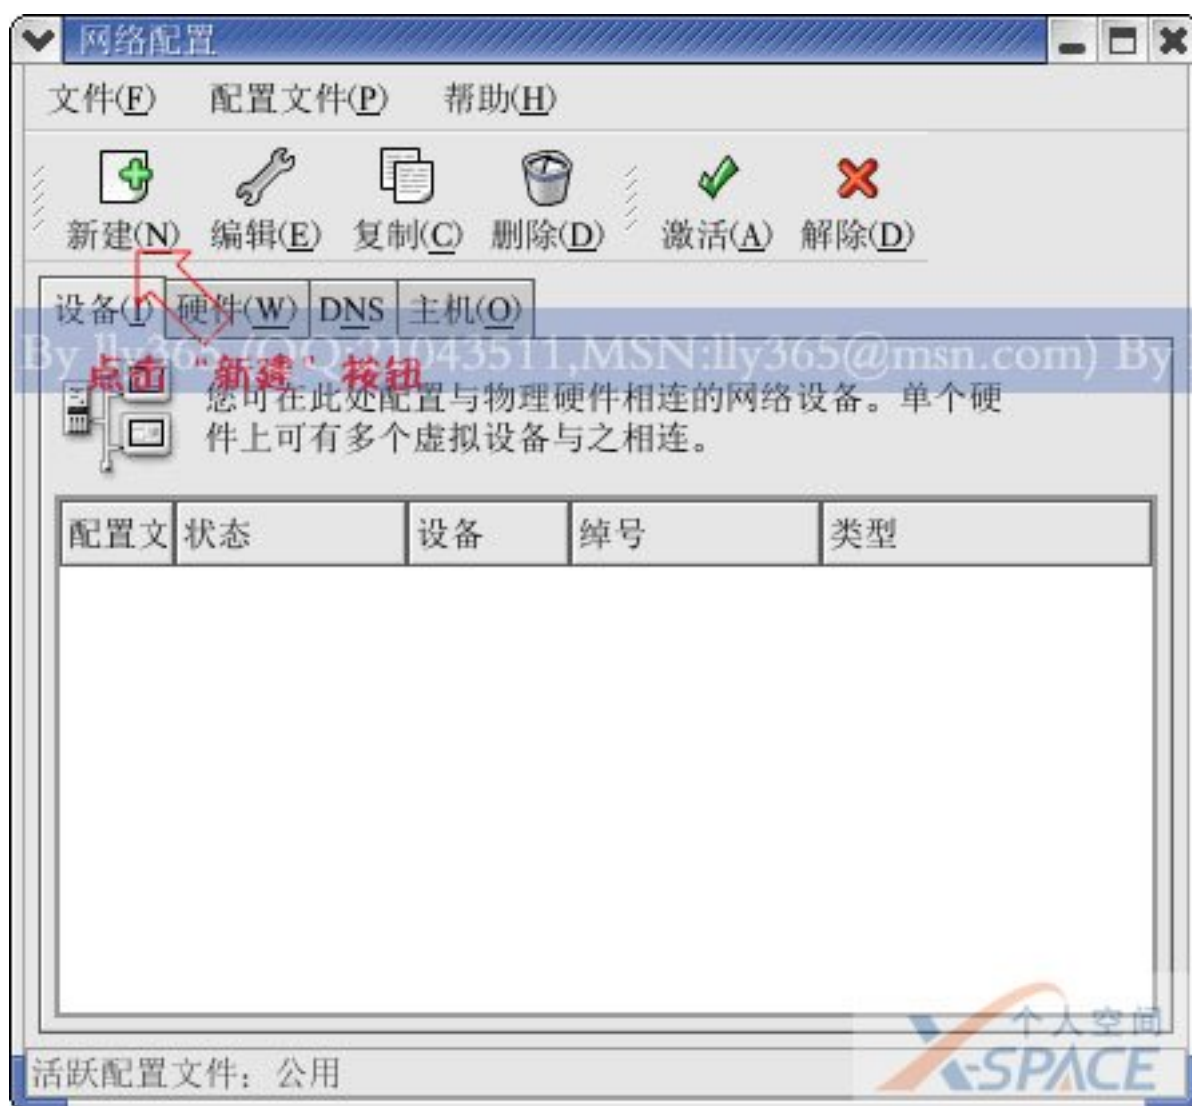 网络配置
文件(F) 配置文件(P) 帮助(H)
新建(N) 编辑(E) 复制(C) 删除(D) 激活(A) 解除(D)
设备(I) 硬件(W) DNS 主机(O)
By lly365 (QQ:21043511,MSN:lly365@msn.com) By
点击“新建”按钮
您可在此处配置与物理硬件相连的网络设备。单个硬
件上可有多个虚拟设备与之相连。
配置文 状态 设备 绰号 类型
个人空间
X-SPACE
活跃配置文件：公用